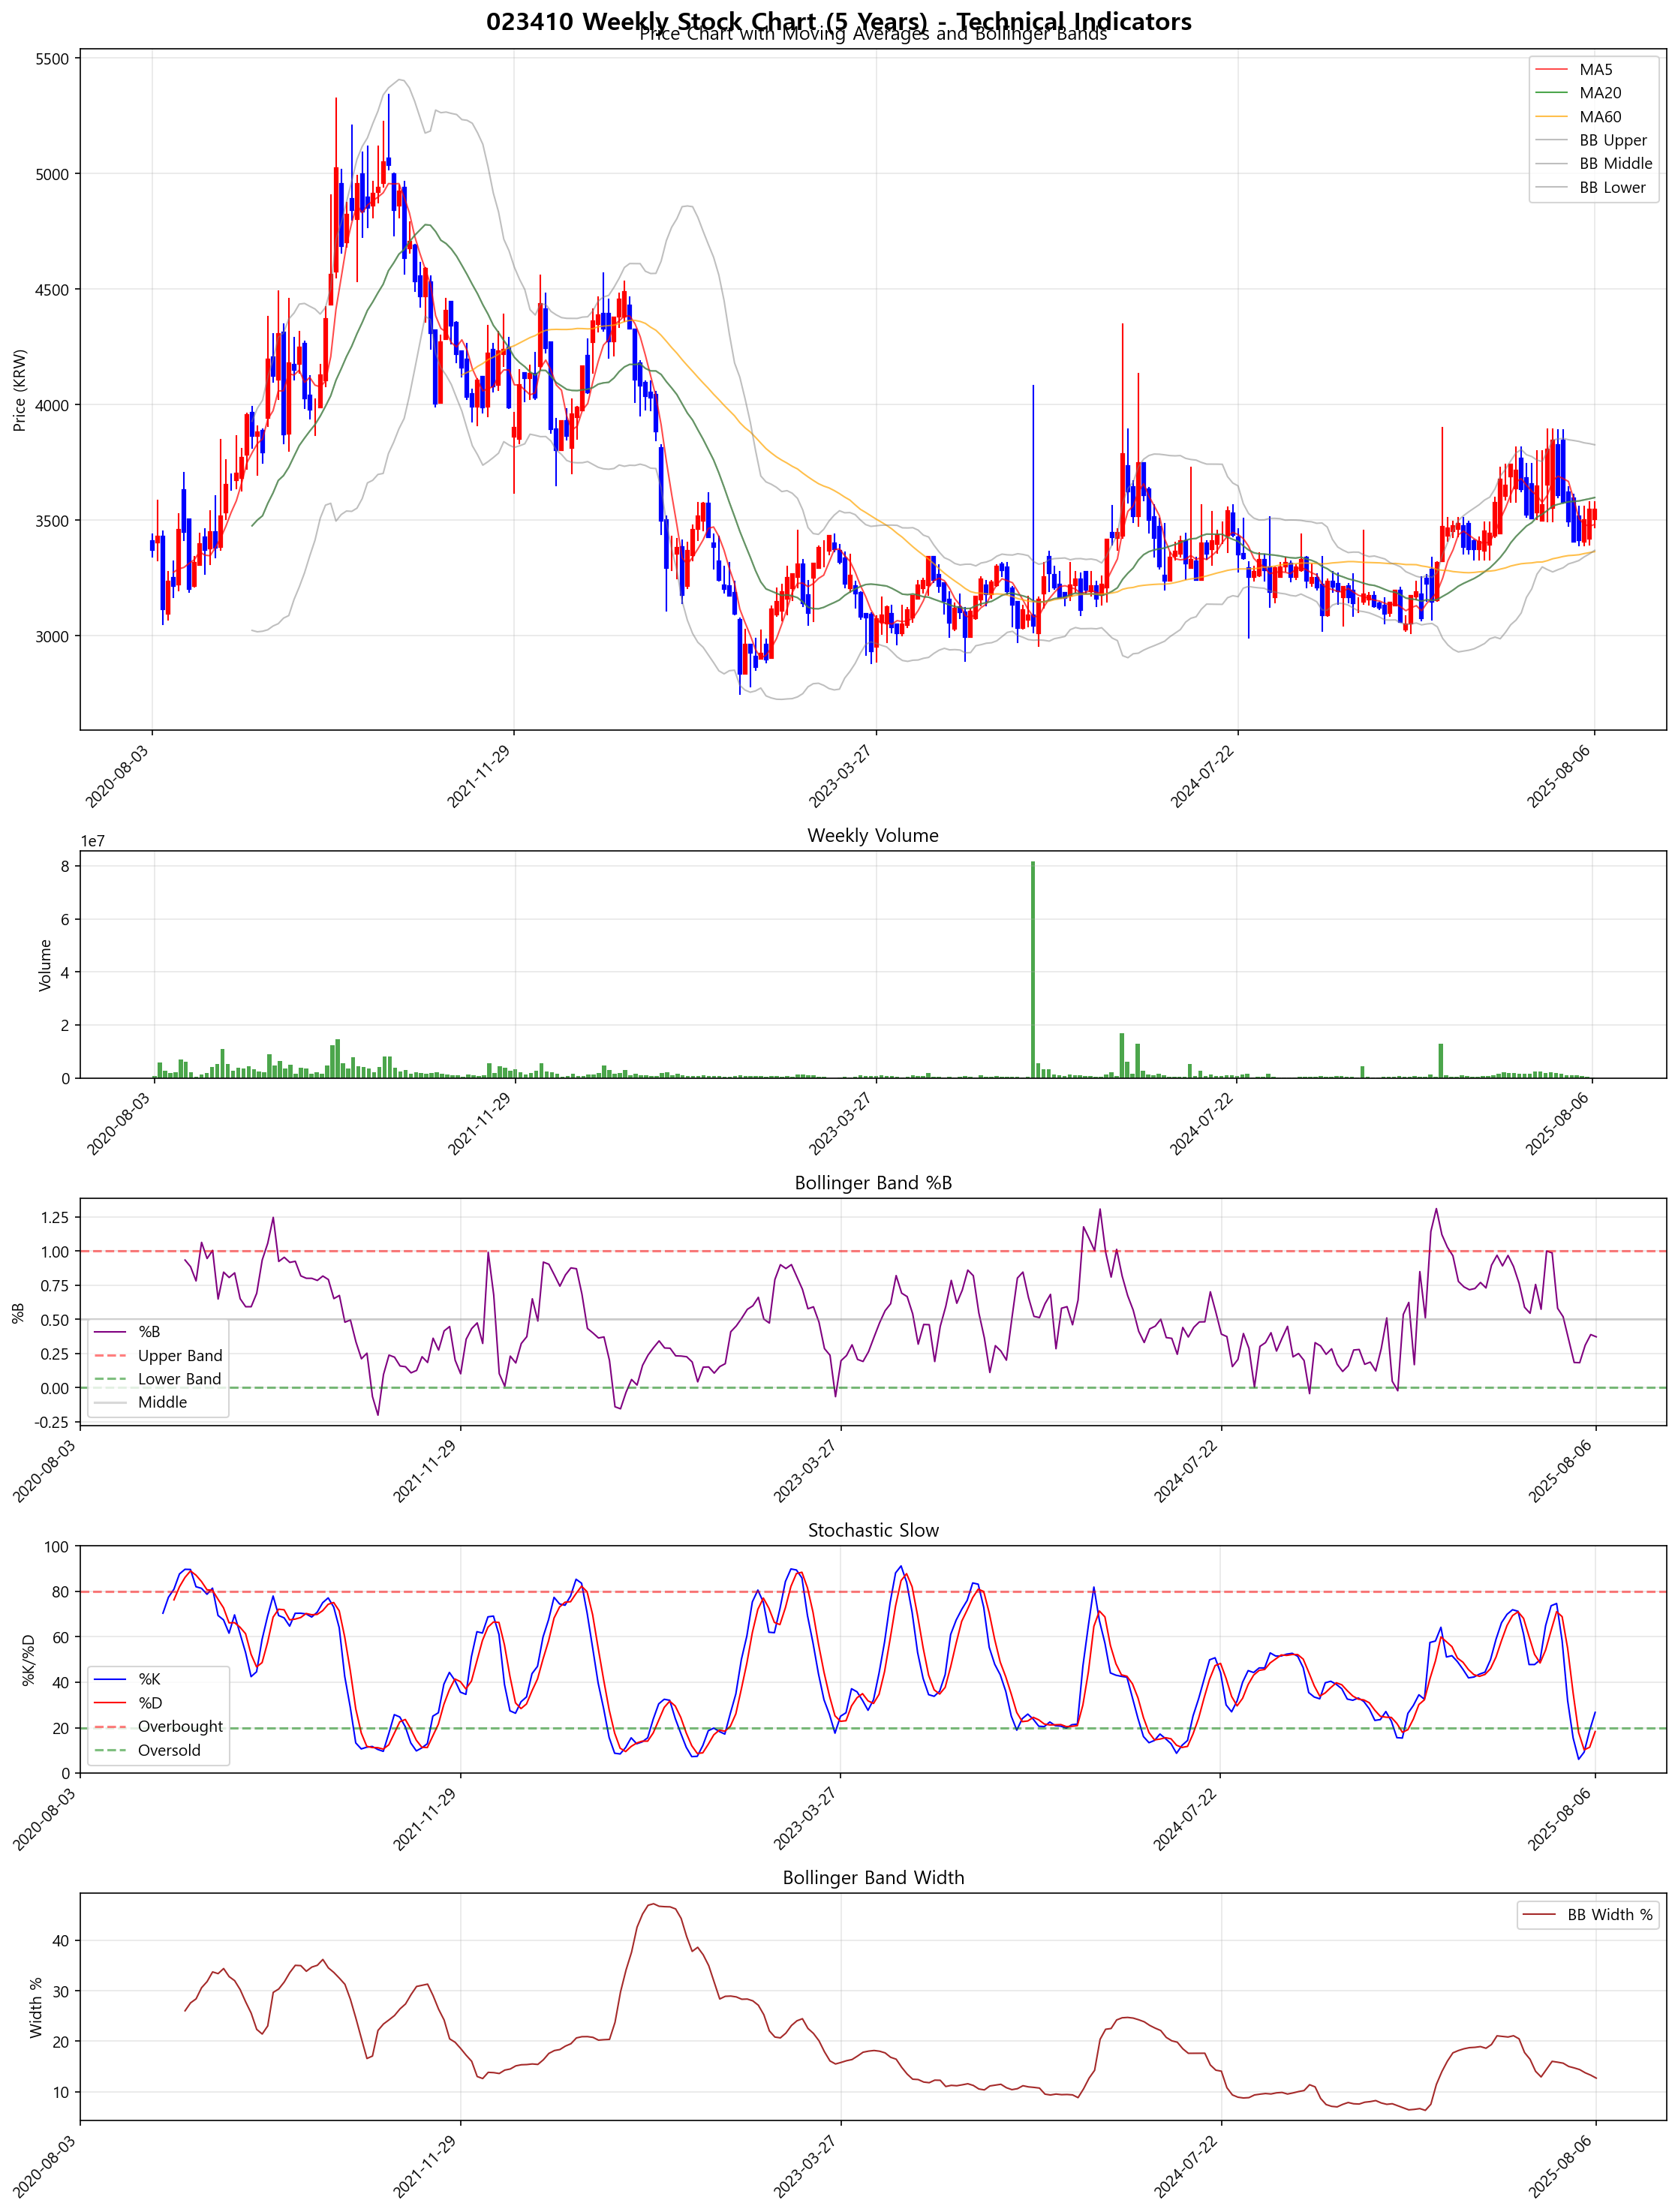 023410 Weekly Stock Chart (5 Years) - Technical Indicators
Price Chart with Moving Averages and Bollinger Bands
Price (KRW)
5500
5000
4500
4000
3500
3000
MA5
MA20
MA60
BB Upper
BB Middle
BB Lower
2020-08-03
2021-11-29
2023-03-27
2024-07-22
2025-08-06
Weekly Volume
1e7
Volume
8
6
4
2
0
2020-08-03
2021-11-29
2023-03-27
2024-07-22
2025-08-06
Bollinger Band %B
%B
1.25
1.00
0.75
0.50
0.25
0.00
-0.25
%B
Upper Band
Lower Band
Middle
2020-08-03
2021-11-29
2023-03-27
2024-07-22
2025-08-06
Stochastic Slow
%K/%D
100
80
60
40
20
0
%K
%D
Overbought
Oversold
2020-08-03
2021-11-29
2023-03-27
2024-07-22
2025-08-06
Bollinger Band Width
Width %
40
30
20
10
BB Width %
2020-08-03
2021-11-29
2023-03-27
2024-07-22
2025-08-06